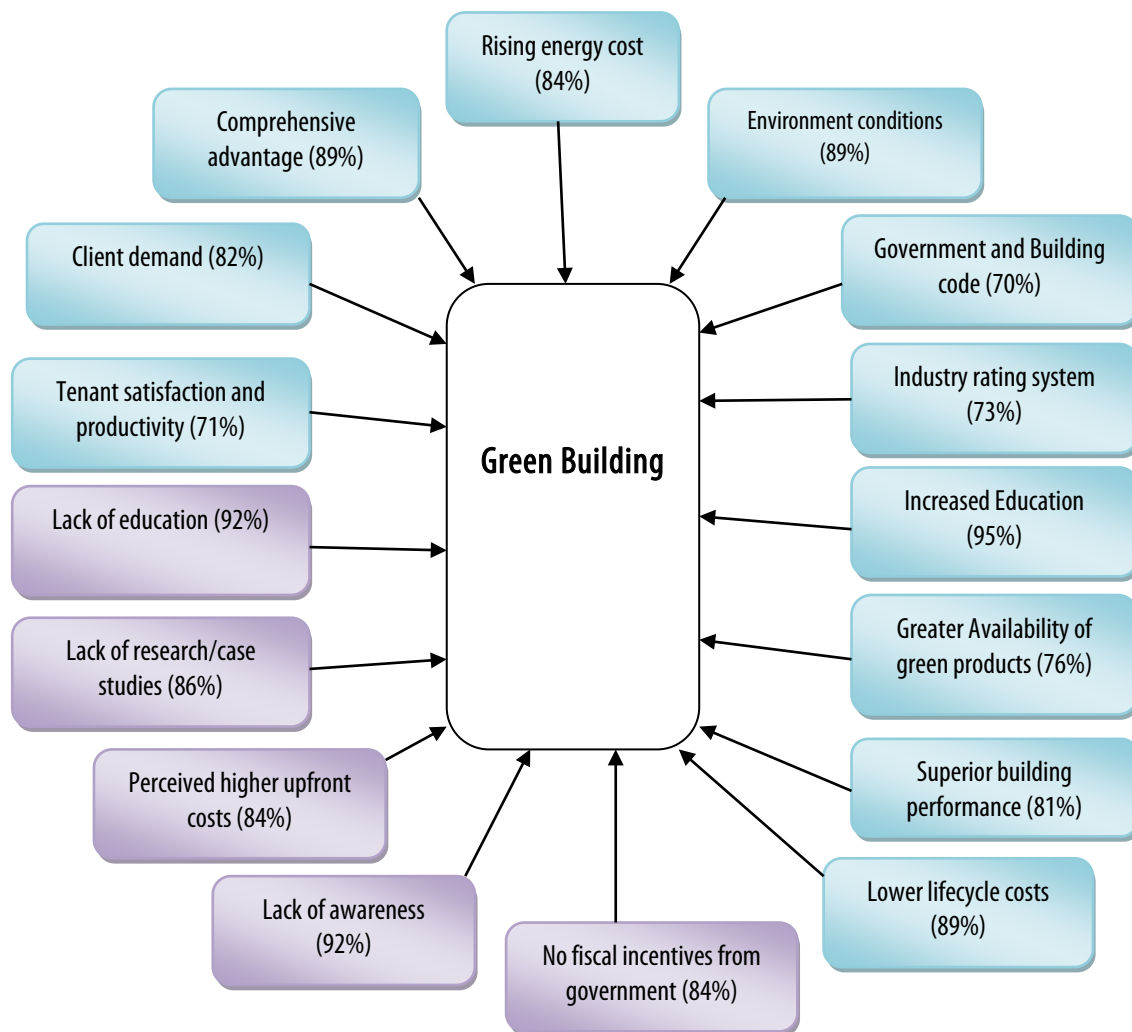 Rising energy cost
(84%)
Comprehensive
advantage (89%)
Environment conditions
(89%)
Client demand (82%)
Government and Building
code (70%)
Tenant satisfaction and
productivity (71%)
Industry rating system
(73%)
Green Building
Lack of education (92%)
Increased Education
(95%)
Lack of research/case
studies (86%)
Greater Availability of
green products (76%)
Perceived higher upfront
costs (84%)
Superior building
performance (81%)
Lack of awareness
(92%)
No fiscal incentives from
government (84%)
Lower lifecycle costs
(89%)